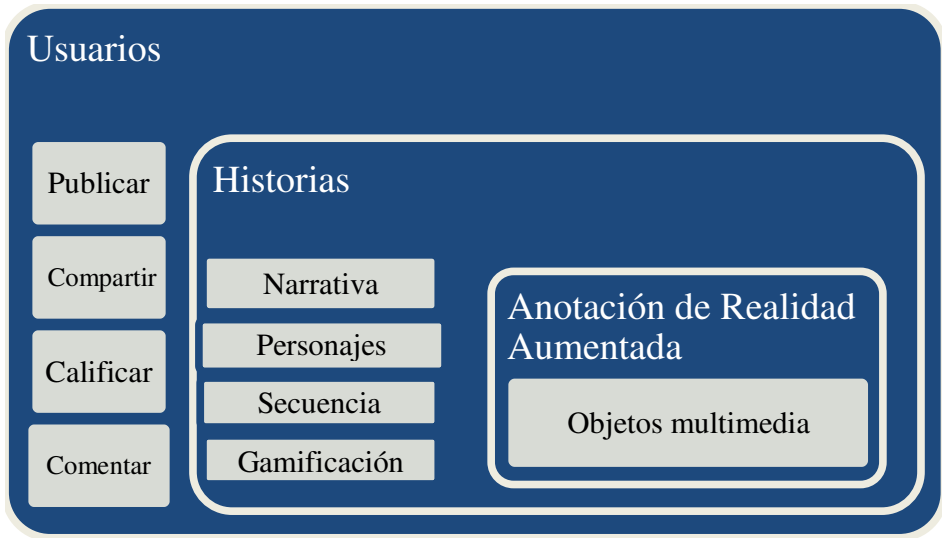 Usuarios
Publicar
Compartir
Calificar
Comentar
Historias
Narrativa
Personajes
Secuencia
Gamificación
Anotación de Realidad
Aumentada
Objetos multimedia